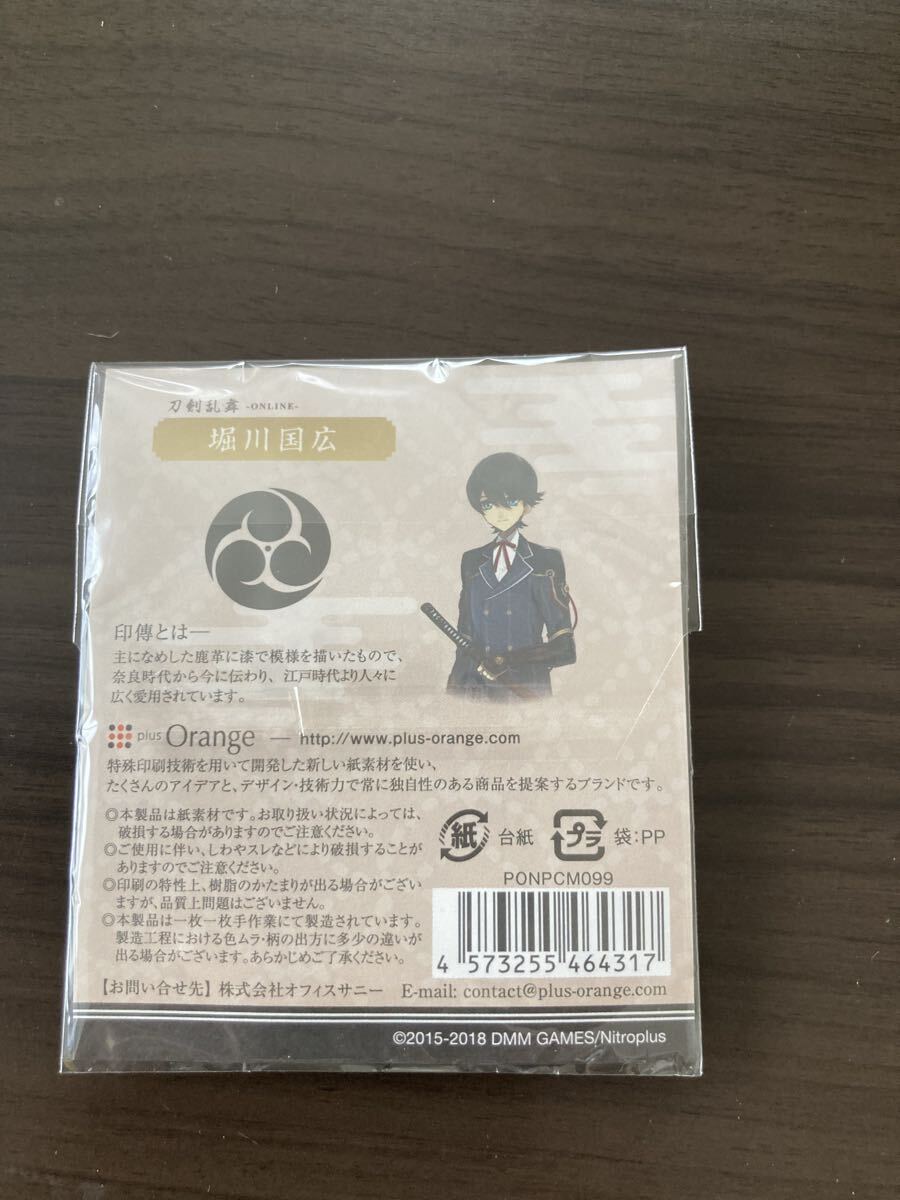 刀剣乱舞 -ONLINE-
堀川国広
印傳とは—
主になめした鹿革に漆で模様を描いたもので、
奈良時代から今に伝わり、江戸時代より人々に
広く愛用されています。
plus Orange — http://www.plus-orange.com
特殊印刷技術を用いて開発した新しい紙素材を使い、
たくさんのアイデアと、デザイン・技術力で常に独自性のある商品を提案するブランドです。
◎本製品は紙素材です。お取り扱い状況によっては、
破損する場合がありますのでご注意ください。
◎ご使用に伴い、しわやスレなどにより破損することが
ありますのでご注意ください。
◎印刷の特性上、樹脂のかたまりが出る場合がござい
ますが、品質上問題はございません。
◎本製品は一枚一枚手作業にて製造されています。
製造工程における色ムラ・柄の出方に多少の違いが
出る場合がございます。あらかじめご了承ください。
紙 台紙 プラ 袋:PP
PONPCM099
4 573255 464317
【お問い合せ先】 株式会社オフィスサニー E-mail: contact@plus-orange.com
©2015-2018 DMM GAMES/Nitroplus